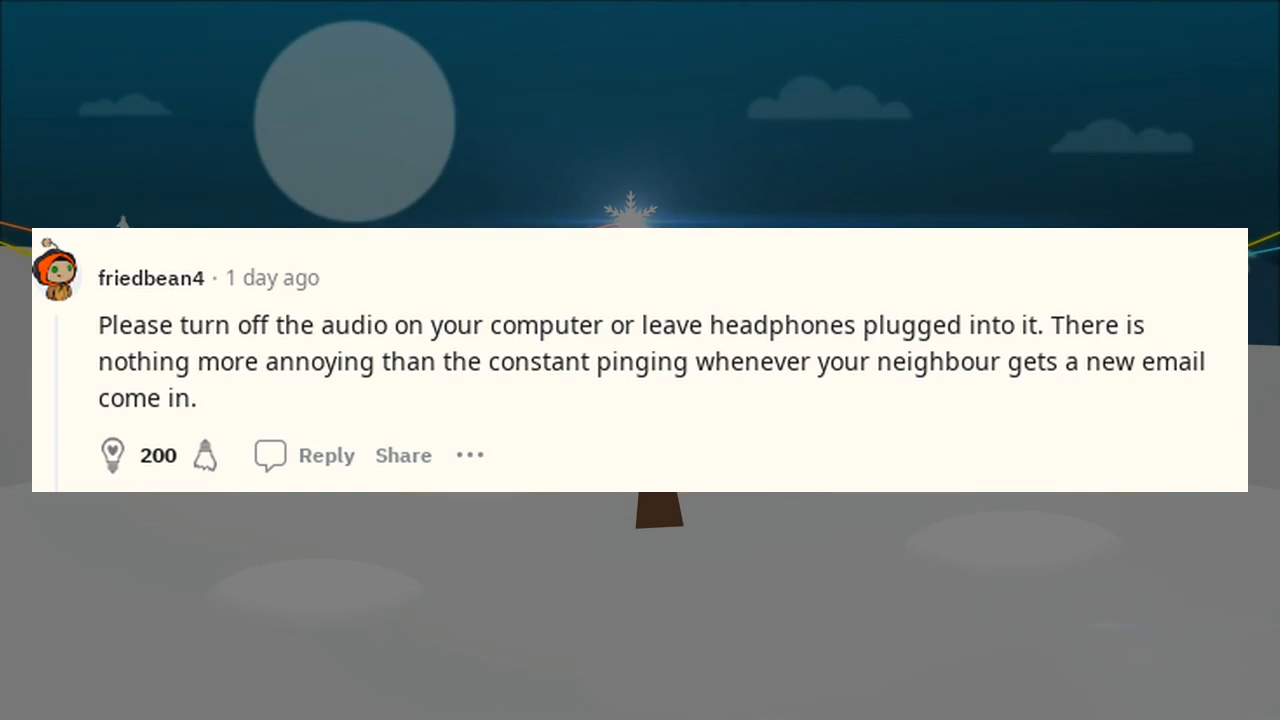 friedbean4 · 1 day ago
Please turn off the audio on your computer or leave headphones plugged into it. There is
nothing more annoying than the constant pinging whenever your neighbour gets a new email
come in.
200 Reply Share •••